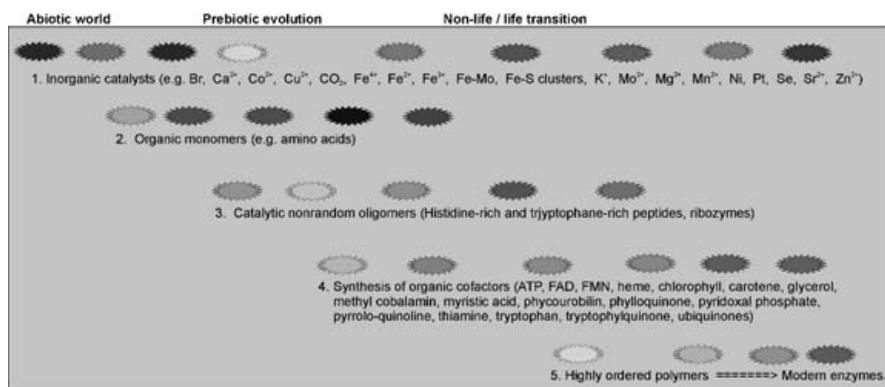 Abiotic world Prebiotic evolution Non-life / life transition
1. Inorganic catalysts (e.g. Br, Ca²⁺, Co²⁺, Cu²⁺, CO₂, Fe⁴⁺, Fe²⁺, Fe³⁺, Fe-Mo, Fe-S clusters, K⁺, Mo²⁺, Mg²⁺, Mn²⁺, Ni, Pt, Se, Sr²⁺, Zn²⁺)
2. Organic monomers (e.g. amino acids)
3. Catalytic nonrandom oligomers (Histidine-rich and trjyptophane-rich peptides, ribozymes)
4. Synthesis of organic cofactors (ATP, FAD, FMN, heme, chlorophyll, carotene, glycerol,
methyl cobalamin, myristic acid, phycourobilin, phylloquinone, pyridoxal phosphate,
pyrrolo-quinoline, thiamine, tryptophan, tryptophylquinone, ubiquinones)
5. Highly ordered polymers =======> Modern enzymes